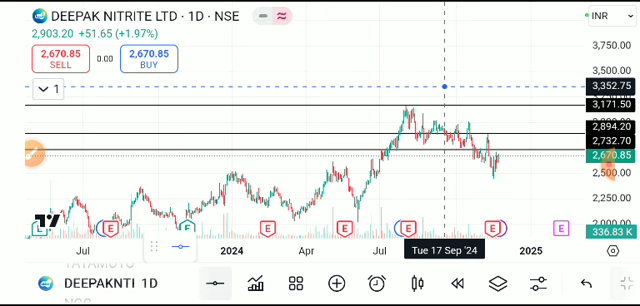 DEEPAK NITRITE LTD · 1D · NSE
2,903.20 +51.65 (+1.97%)
INR
2,670.85
SELL
0.00
2,670.85
BUY
1
3,750.00
3,500.00
3,352.75
3,171.50
2,894.20
2,732.70
2,670.85
2,500.00
2,250.00
336.83 K
E E E E E E E
Jul 2024 Apr Tue 17 Sep '24 2025
DEEPAKNTI 1D